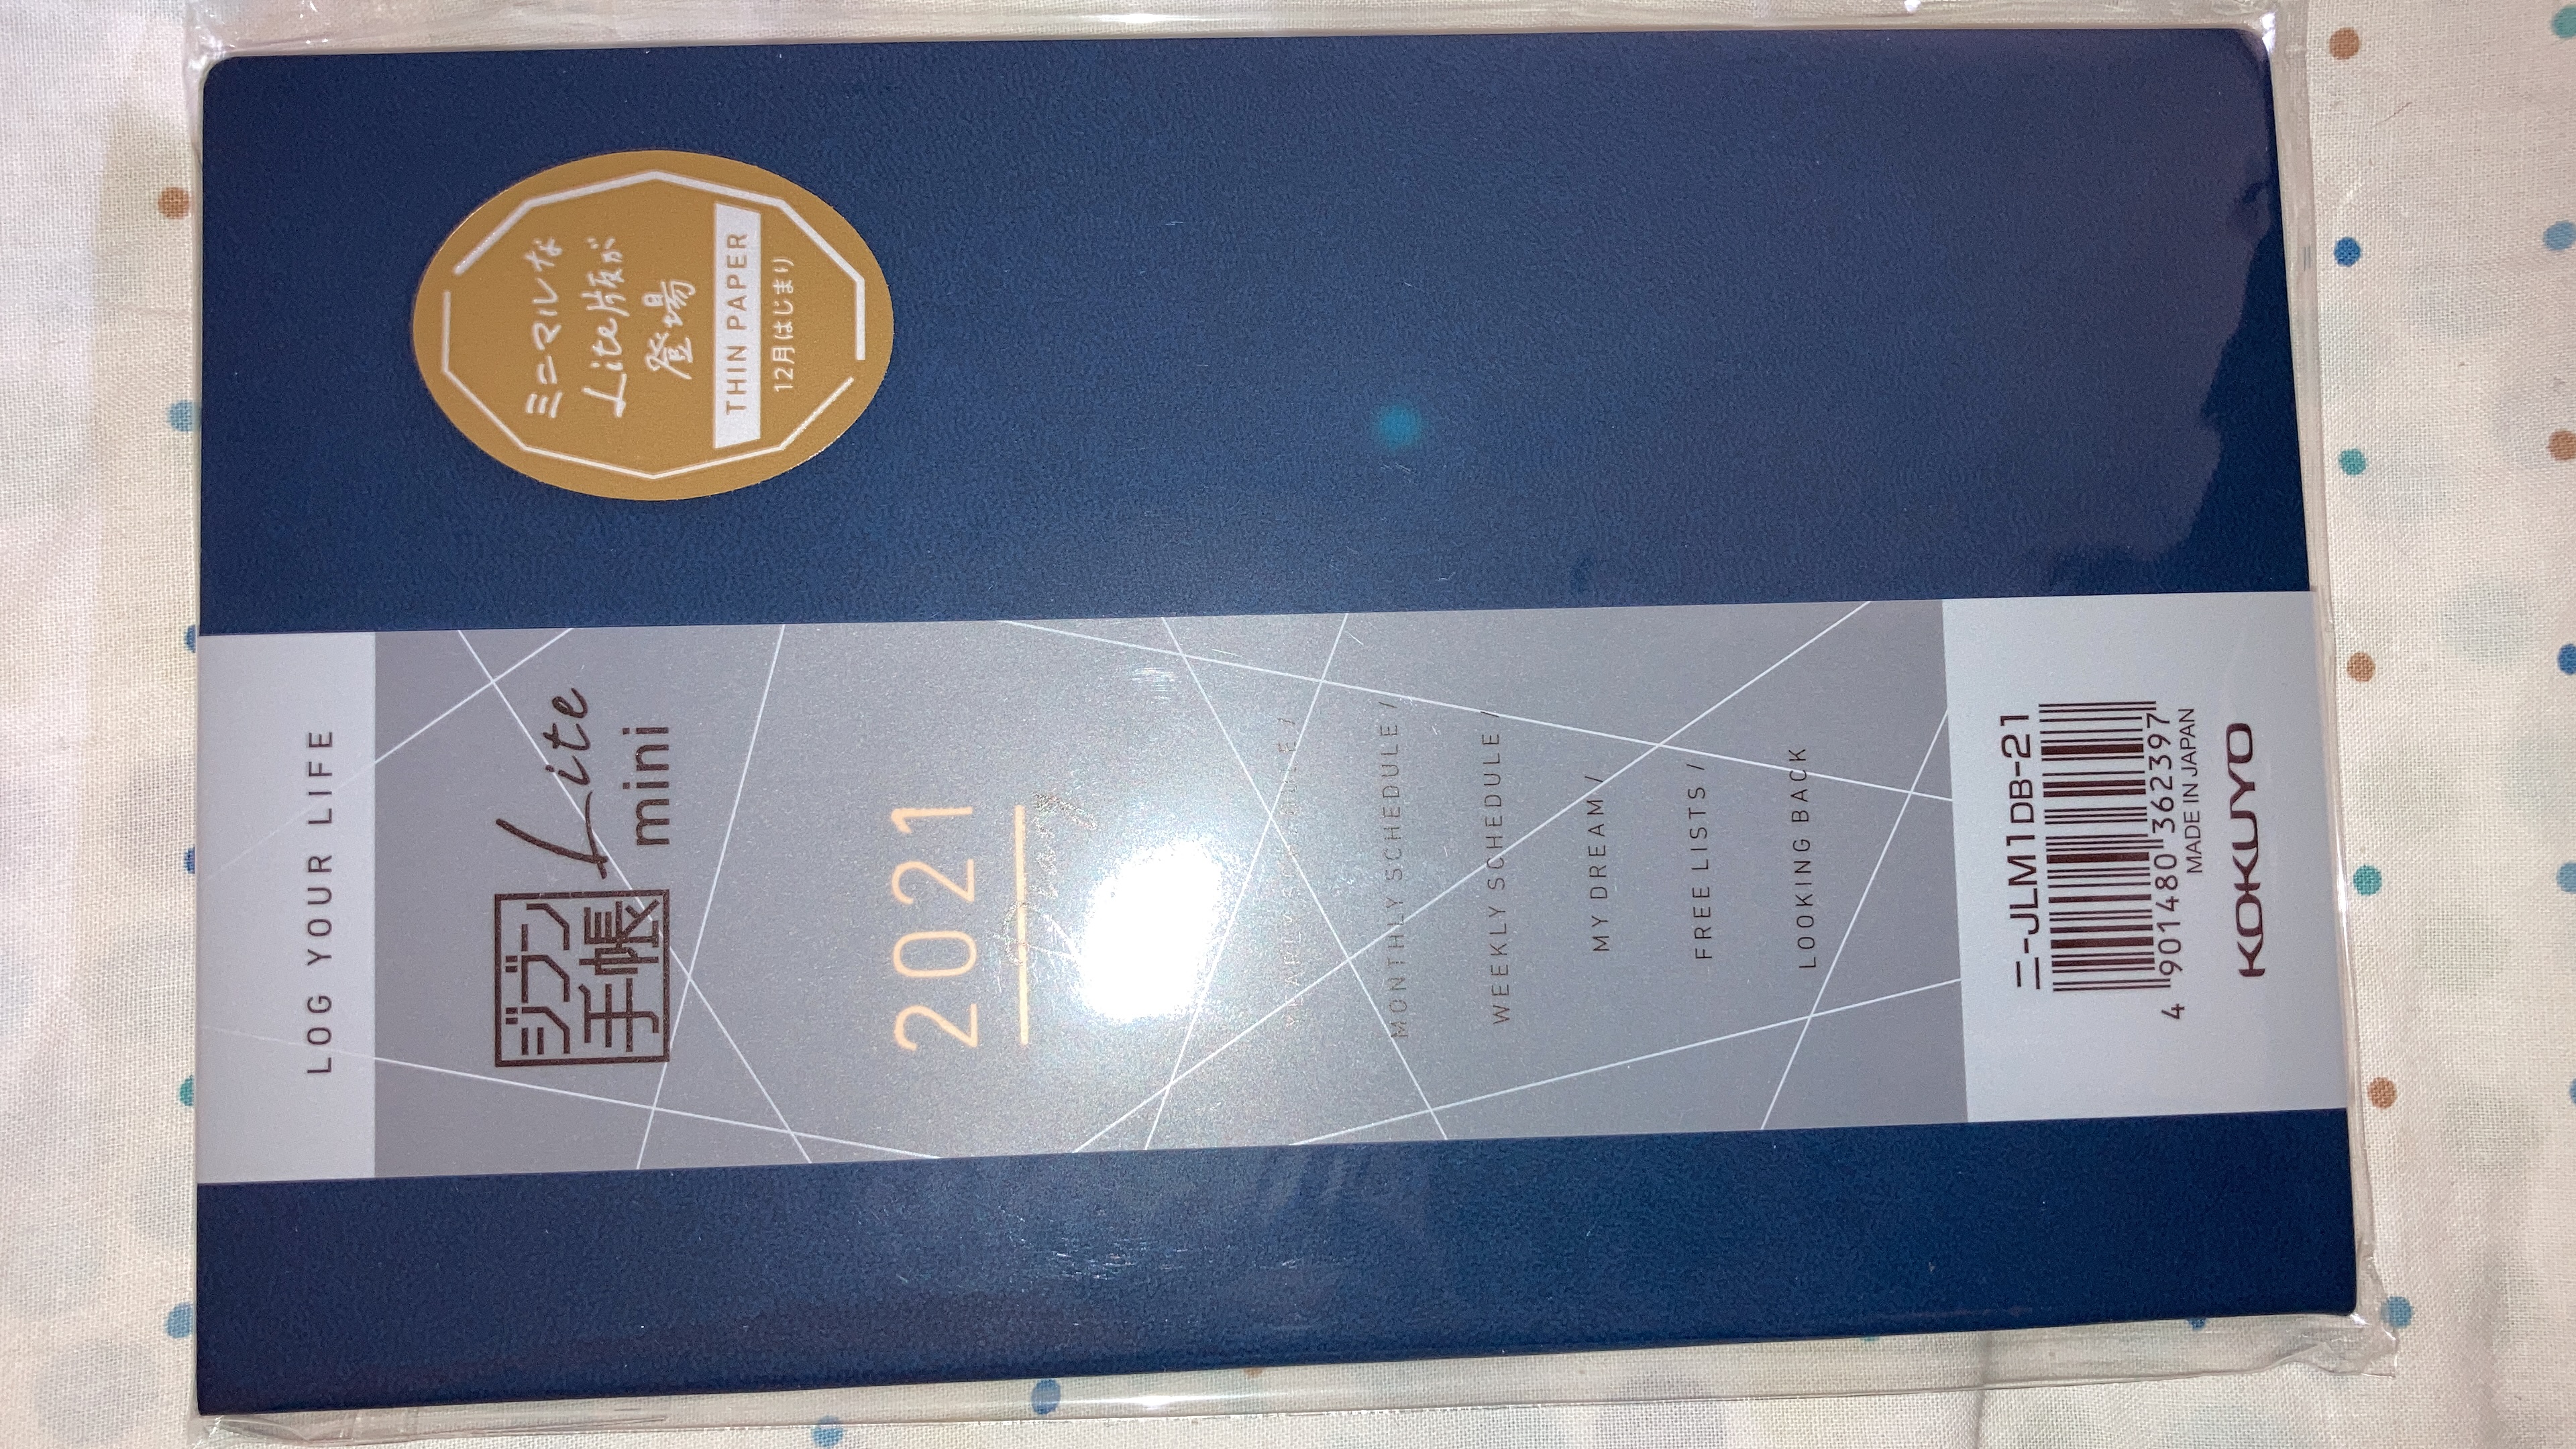 LOG YOUR LIFE
ジブン手帳
Lite
mini
2021
Diary
MONTHLY SCHEDULE /
WEEKLY SCHEDULE /
MY DREAM /
FREE LISTS /
LOOKING BACK
ニ-JLM1DB-21
4 901480 362397
MADE IN JAPAN
KOKUYO
ミニマルな
Lite版が
登場
THIN PAPER
12月はじまり